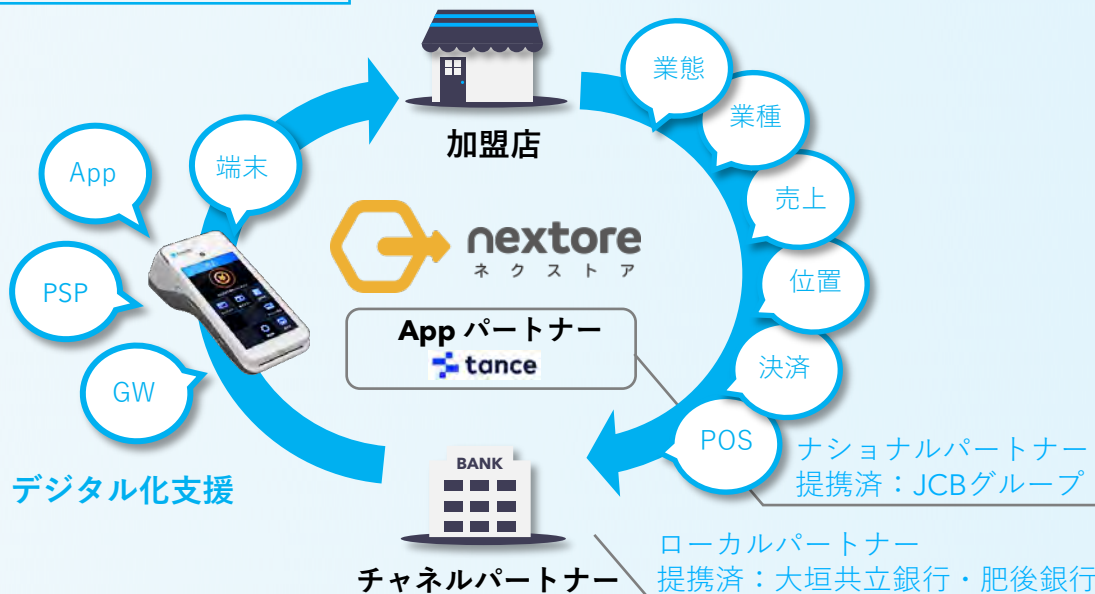 加盟店
業態
業種
売上
位置
決済
POS
端末
App
PSP
GW
デジタル化支援
nextore
ネクストア
App パートナー
tance
BANK
チャネルパートナー
ナショナルパートナー
提携済：JCBグループ
ローカルパートナー
提携済：大垣共立銀行・肥後銀行